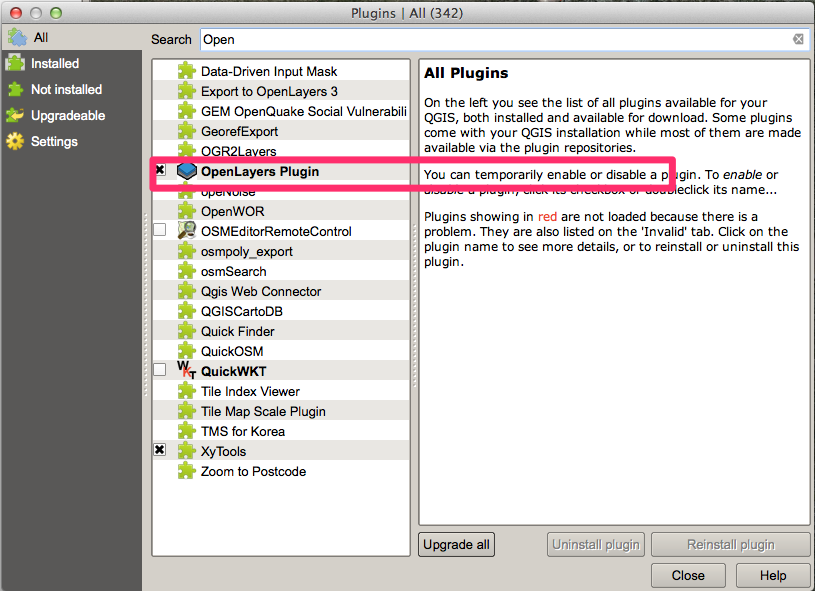 Plugins | All (342)
All
Installed
Not installed
Upgradeable
Settings
Search Open
Data-Driven Input Mask
Export to OpenLayers 3
GEM OpenQuake Social Vulnerabili
GeorefExport
OGR2Layers
OpenLayers Plugin
openoise
OpenWOR
OSMEditorRemoteControl
osmpoly_export
osmSearch
Qgis Web Connector
QGISCartoDB
Quick Finder
QuickOSM
WKT QuickWKT
Tile Index Viewer
Tile Map Scale Plugin
TMS for Korea
XyTools
Zoom to Postcode
All Plugins
On the left you see the list of all plugins available for your
QGIS, both installed and available for download. Some plugins
come with your QGIS installation while most of them are made
available via the plugin repositories.
You can temporarily enable or disable a plugin. To enable or
disable a plugin, click its checkbox or doubleclick its name...
Plugins showing in red are not loaded because there is a
problem. They are also listed on the 'Invalid' tab. Click on the
plugin name to see more details, or to reinstall or uninstall this
plugin.
Upgrade all
Uninstall plugin
Reinstall plugin
Close
Help